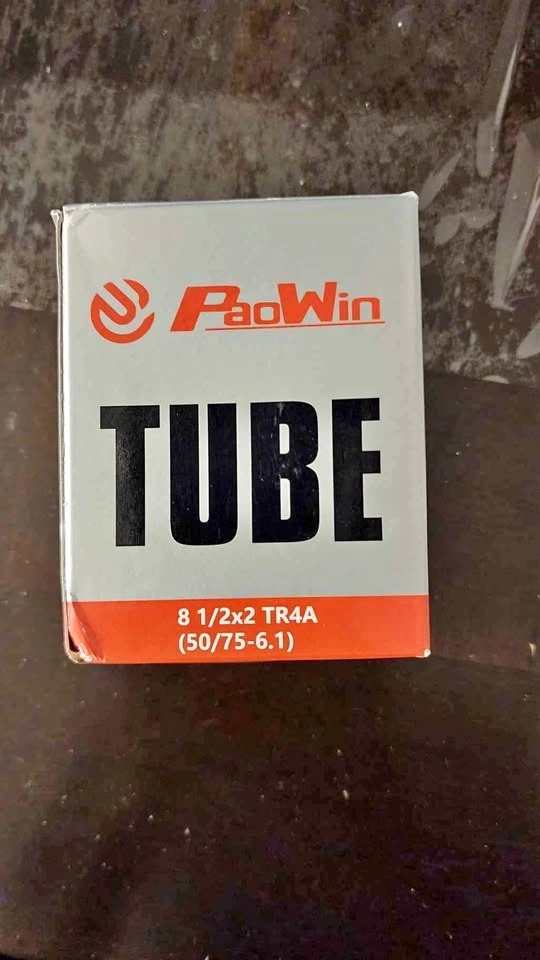 PaoWin
TUBE
8 1/2x2 TR4A
(50/75-6.1)